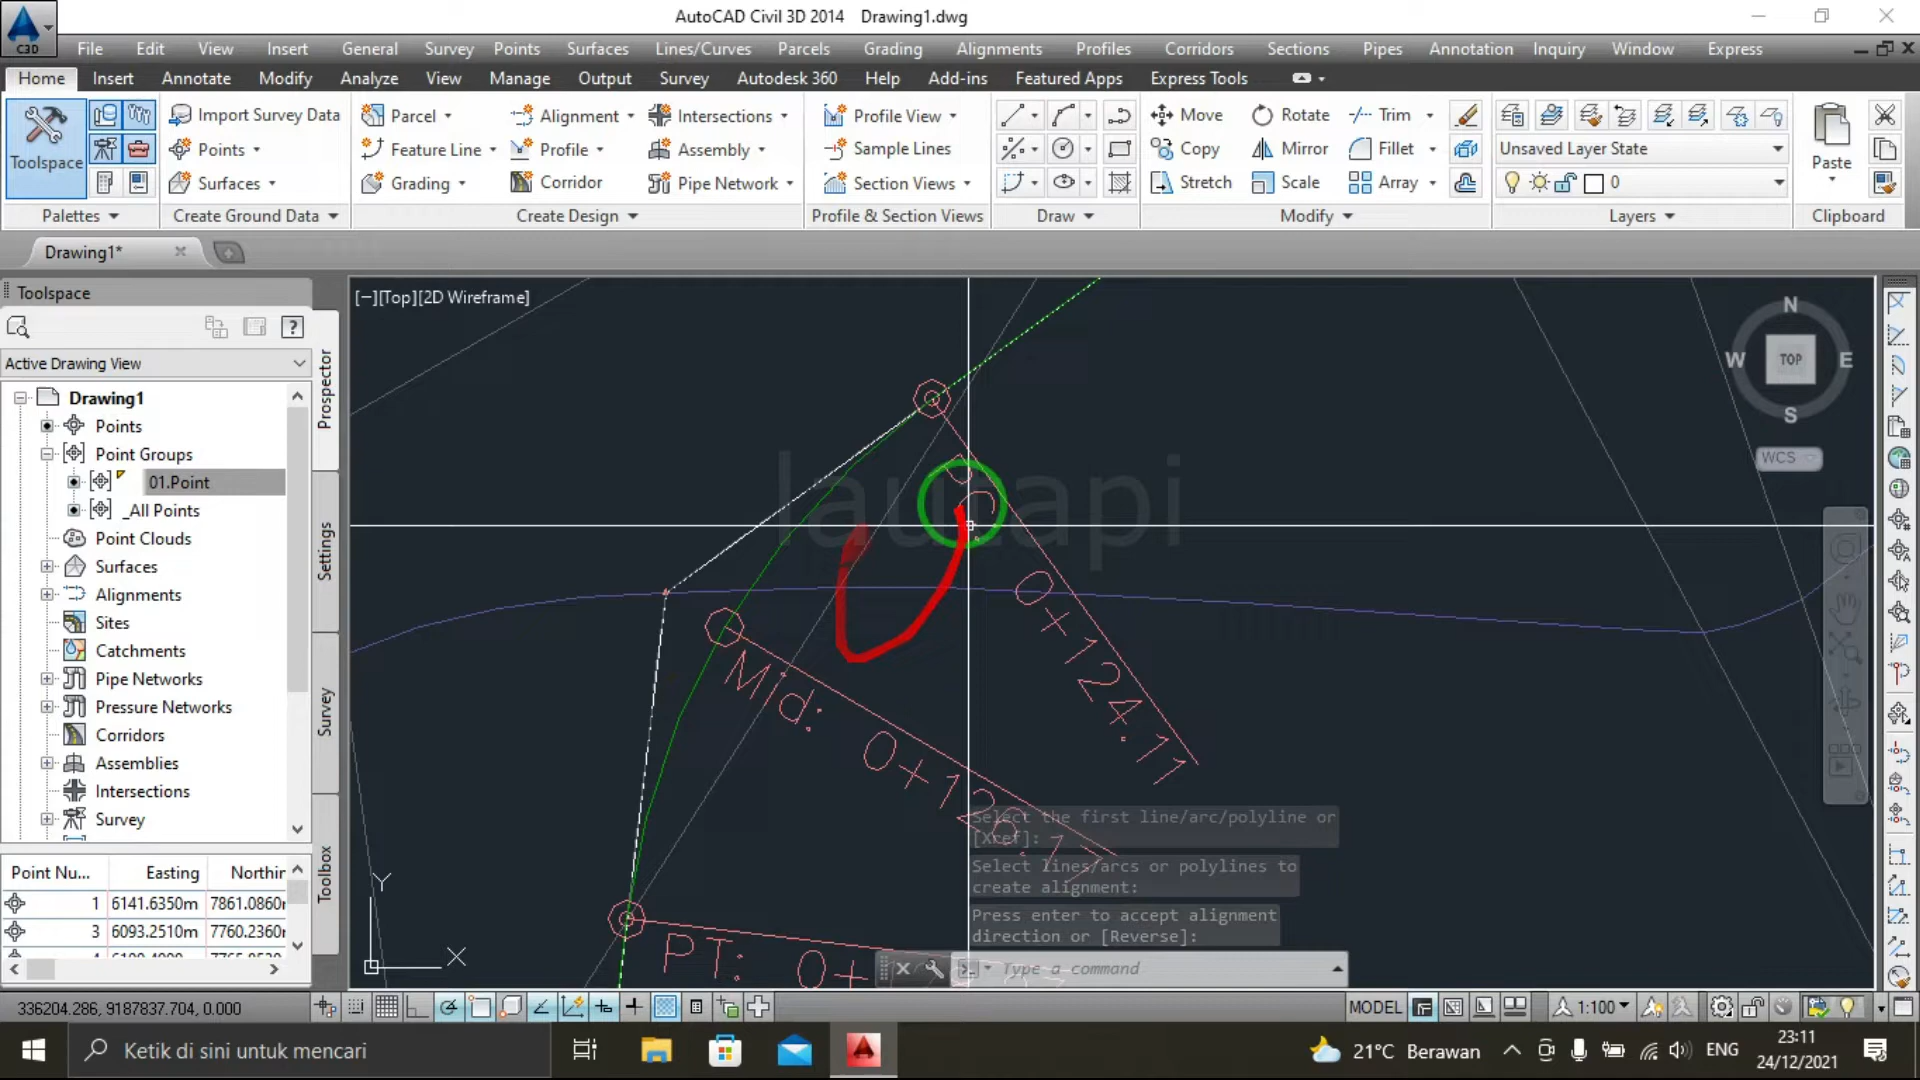 AutoCAD Civil 3D 2014 Drawing1.dwg
C3D
File Edit View Insert General Survey Points Surfaces Lines/Curves Parcels Grading Alignments Profiles Corridors Sections Pipes Annotation Inquiry Window Express
Home Insert Annotate Modify Analyze View Manage Output Survey Autodesk 360 Help Add-ins Featured Apps Express Tools
Toolspace
Import Survey Data
Points
Surfaces
Parcel
Feature Line
Grading
Alignment
Profile
Corridor
Intersections
Assembly
Pipe Network
Profile View
Sample Lines
Section Views
Move
Copy
Stretch
Rotate
Mirror
Scale
Trim
Fillet
Array
Unsaved Layer State
0
Paste
Palettes Create Ground Data Create Design Profile & Section Views Draw Modify Layers Clipboard
Drawing1*
Toolspace
Active Drawing View
Drawing1
Points
Point Groups
01.Point
_All Points
Point Clouds
Surfaces
Alignments
Sites
Catchments
Pipe Networks
Pressure Networks
Corridors
Assemblies
Intersections
Survey
Prospector
Settings
Survey
Toolbox
Point Nu... Easting Northir
1 6141.6350m 7861.0860r
3 6093.2510m 7760.2360r
[−][Top][2D Wireframe]
N
W TOP E
S
WCS
0+124.11
Mid: 0+126.17
PT: 0+
Y
X
Select the first line/arc/polyline or
[Xref]:
Select lines/arcs or polylines to
create alignment:
Press enter to accept alignment
direction or [Reverse]:
Type a command
336204.286, 9187837.704, 0.000
MODEL
1:100
Ketik di sini untuk mencari
21°C Berawan
ENG
23:11
24/12/2021